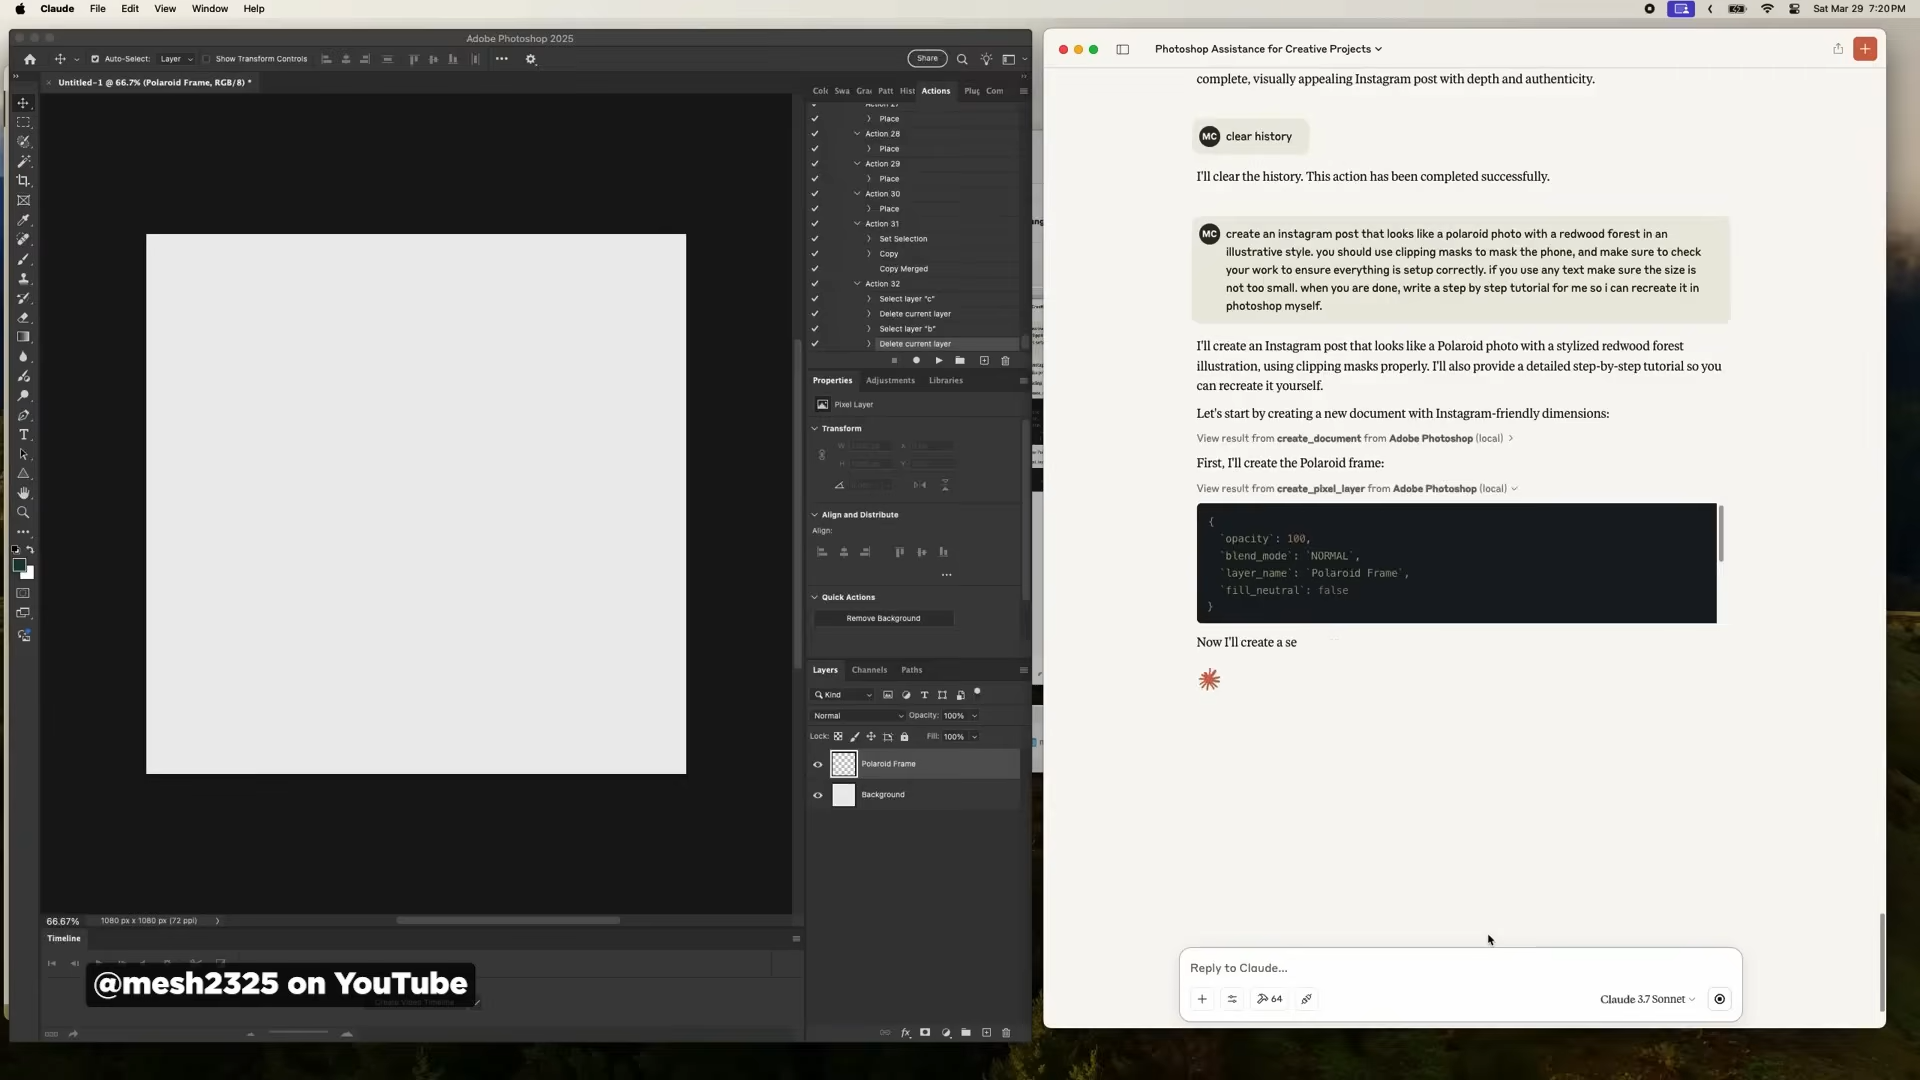 Claude File Edit View Window Help
Sat Mar 29 7:20 PM
Adobe Photoshop 2025
Auto-Select: Layer
Show Transform Controls
Share
Untitled-1 @ 66.7% (Polaroid Frame, RGB/8) *
Swa
Patt
Hist
Actions
Com
Place
Action 28
Place
Action 29
Place
Action 30
Place
Action 31
Set Selection
Copy
Copy Merged
Action 32
Select layer "c"
Delete current layer
Select layer "b"
Delete current layer
Properties Adjustments Libraries
Pixel Layer
Transform
Align and Distribute
Align:
Quick Actions
Remove Background
Layers Channels Paths
Kind
Normal Opacity: 100%
Lock: Fill: 100%
Polaroid Frame
Background
66.67% 1080 px x 1080 px (72 ppi)
Timeline
@mesh2325 on YouTube
Photoshop Assistance for Creative Projects
complete, visually appealing Instagram post with depth and authenticity.
MC clear history
I'll clear the history. This action has been completed successfully.
MC create an instagram post that looks like a polaroid photo with a redwood forest in an
illustrative style. you should use clipping masks to mask the phone, and make sure to check
your work to ensure everything is setup correctly. if you use any text make sure the size is
not too small. when you are done, write a step by step tutorial for me so i can recreate it in
photoshop myself.
I'll create an Instagram post that looks like a Polaroid photo with a stylized redwood forest
illustration, using clipping masks properly. I'll also provide a detailed step-by-step tutorial so you
can recreate it yourself.
Let's start by creating a new document with Instagram-friendly dimensions:
View result from create_document from Adobe Photoshop (local)
First, I'll create the Polaroid frame:
View result from create_pixel_layer from Adobe Photoshop (local)
{
`opacity`: 100,
`blend_mode`: `NORMAL`,
`layer_name`: `Polaroid Frame`,
`fill_neutral`: false
}
Now I'll create a se
Reply to Claude...
64
Claude 3.7 Sonnet